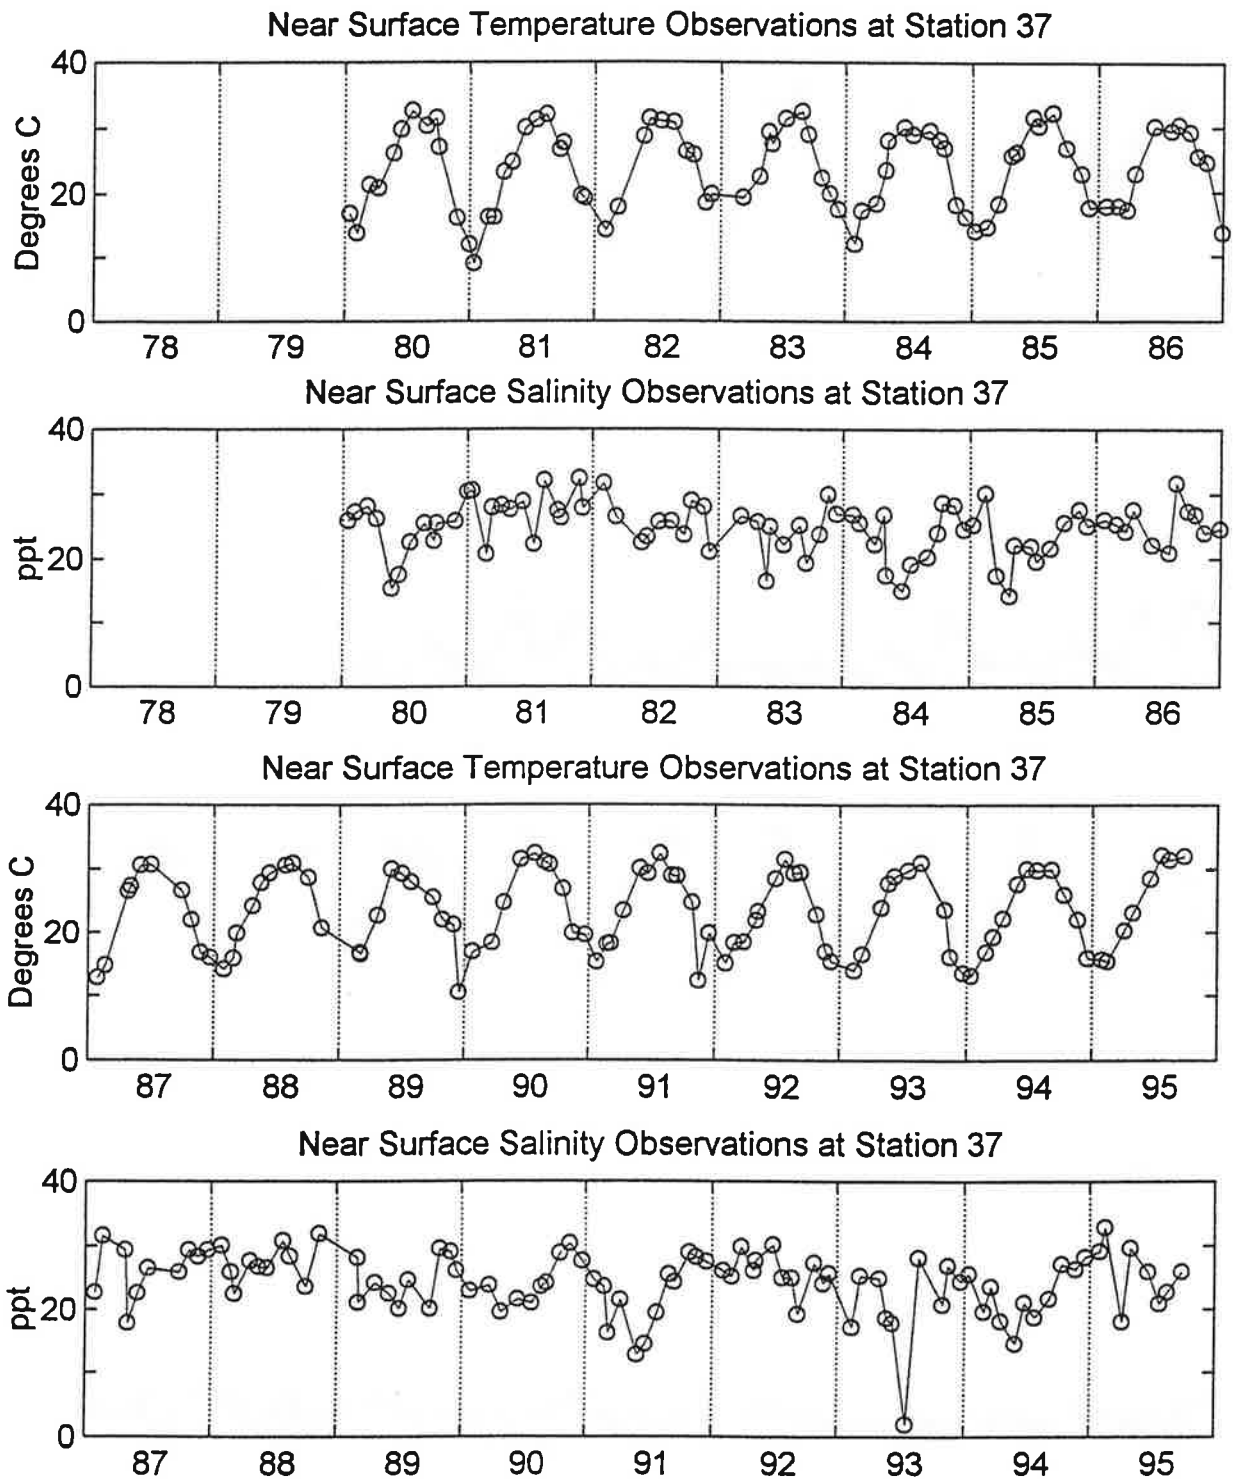 Near Surface Temperature Observations at Station 37
40
20
0
Degrees C
78 79 80 81 82 83 84 85 86
Near Surface Salinity Observations at Station 37
40
20
0
ppt
78 79 80 81 82 83 84 85 86
Near Surface Temperature Observations at Station 37
40
20
0
Degrees C
87 88 89 90 91 92 93 94 95
Near Surface Salinity Observations at Station 37
40
20
0
ppt
87 88 89 90 91 92 93 94 95